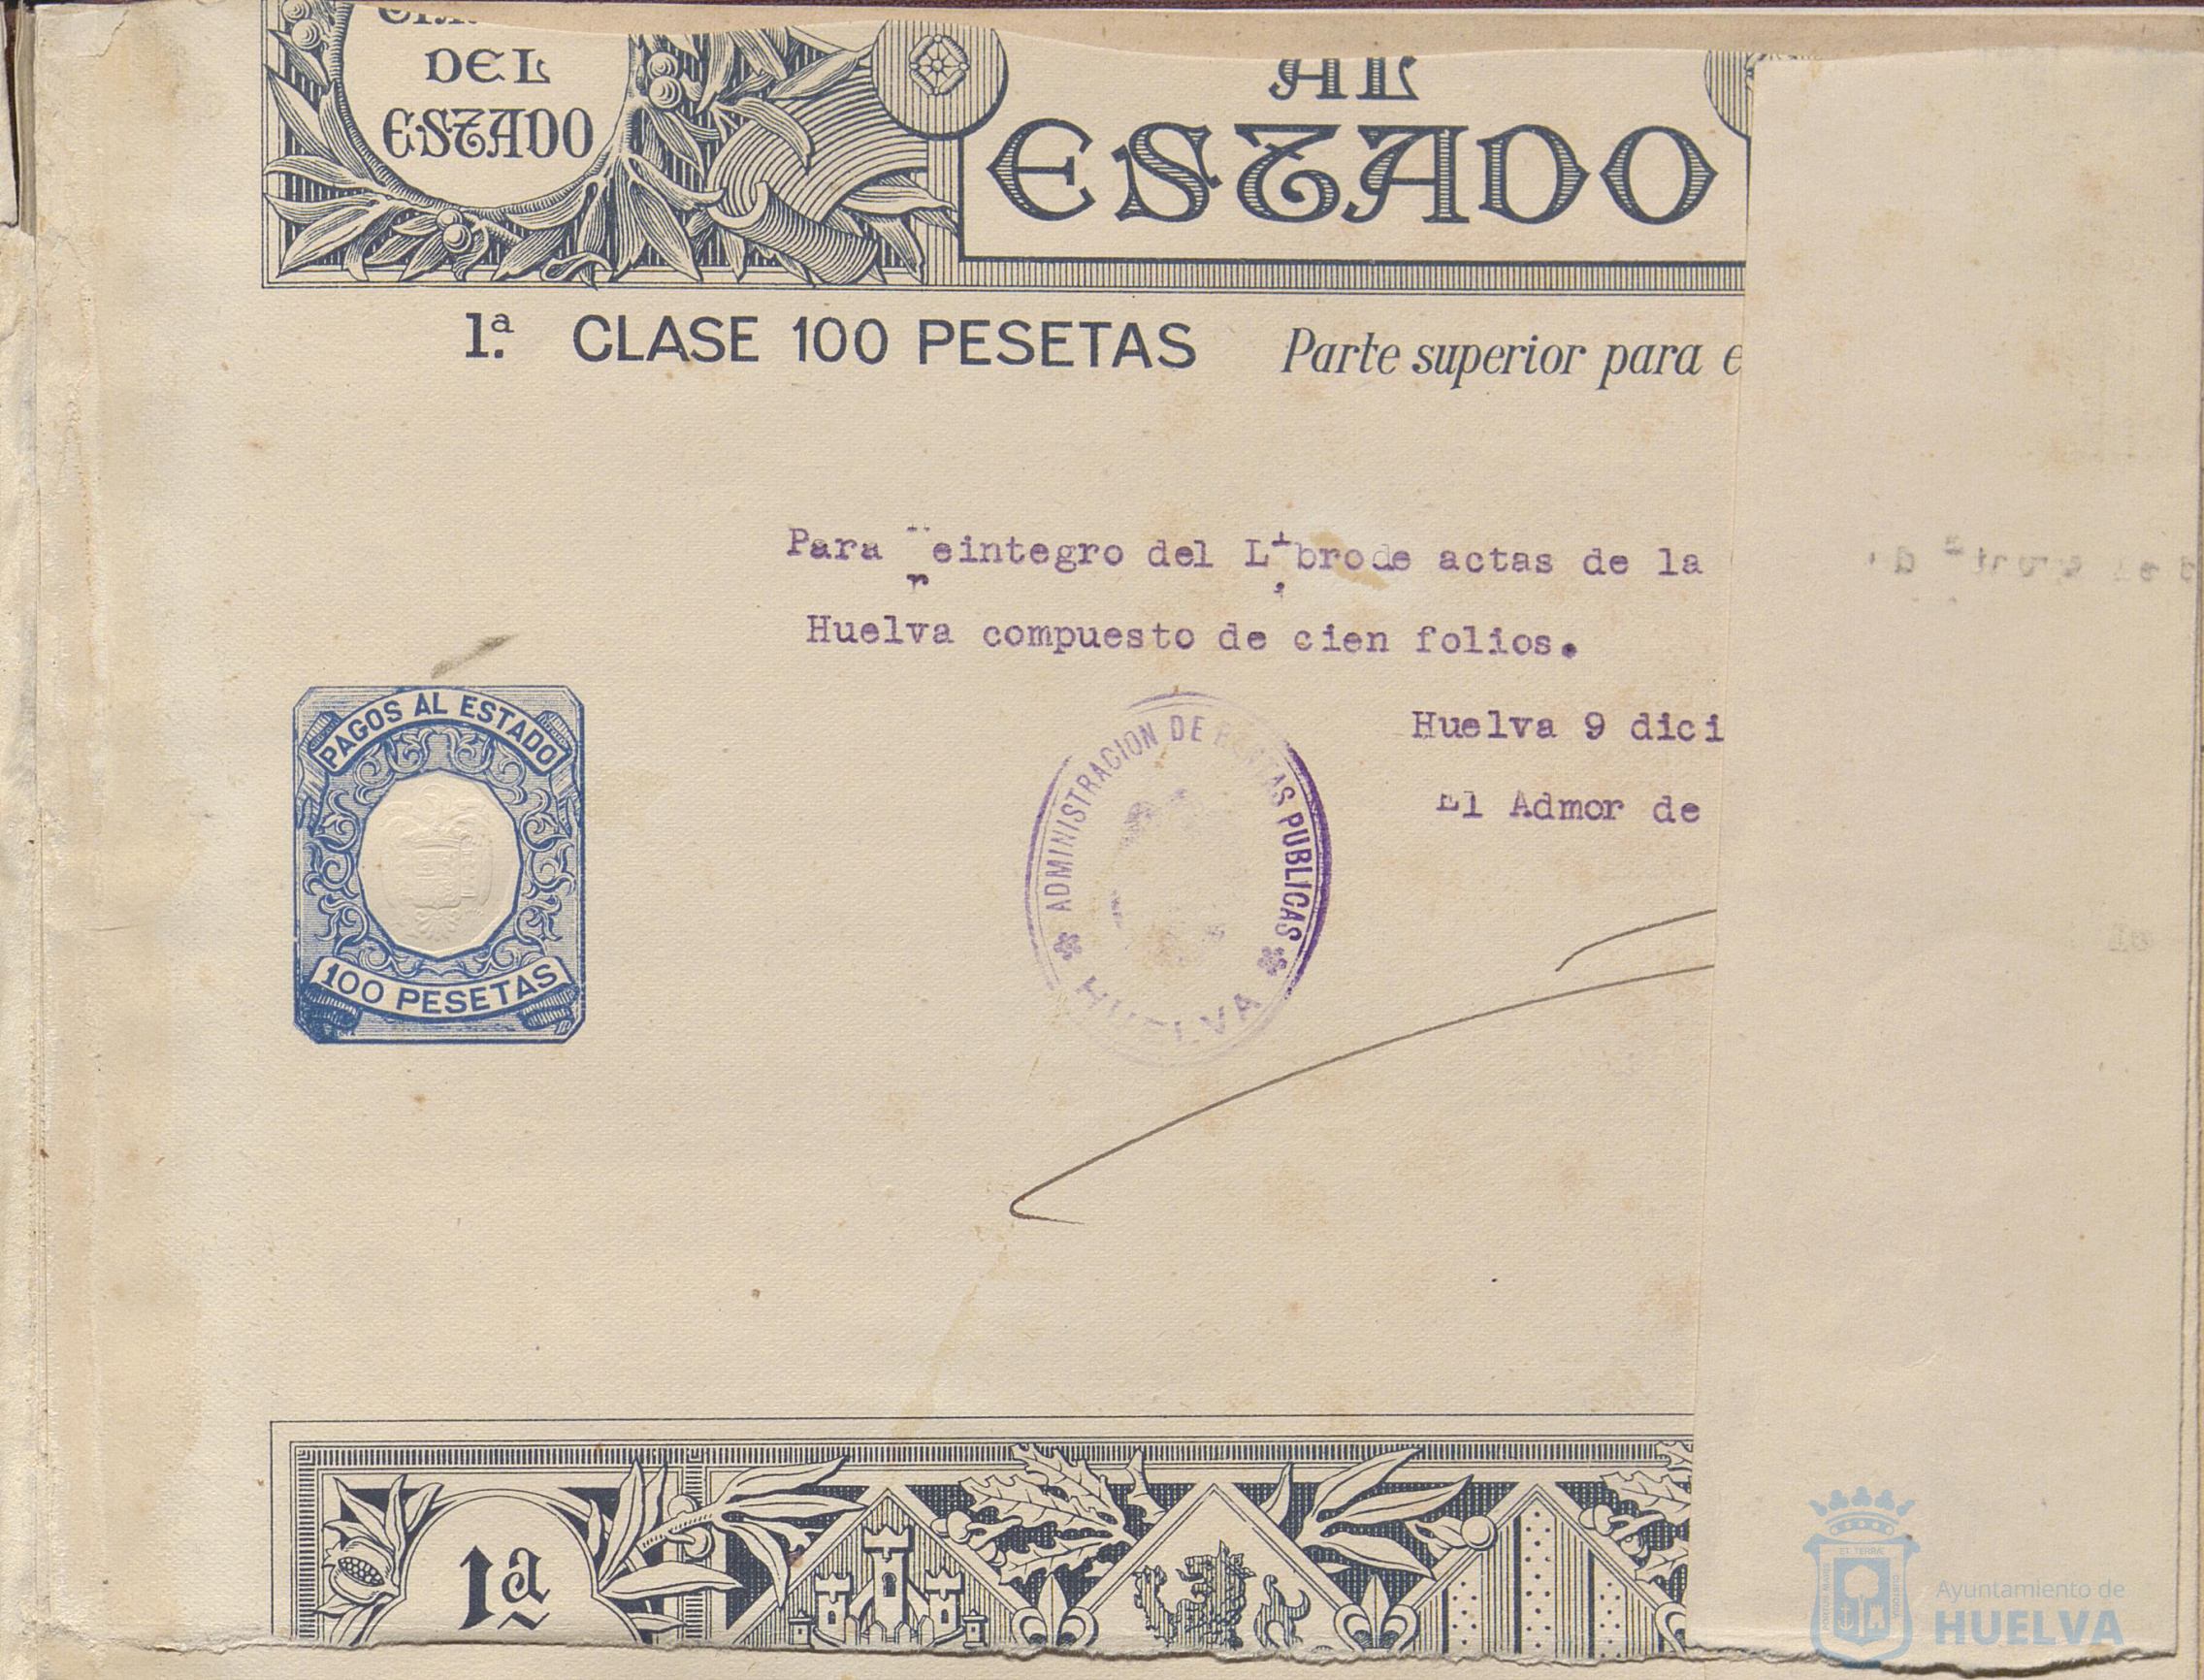 DEL
ESTADO
AL
ESTADO
1.ª CLASE 100 PESETAS Parte superior para e
Para reintegro del Librode actas de la
Huelva compuesto de cien folios.
Huelva 9 dici
El Admor de
PAGOS AL ESTADO
100 PESETAS
ADMINISTRACION DE RENTAS PUBLICAS
HUELVA
1ª
Ayuntamiento de
HUELVA